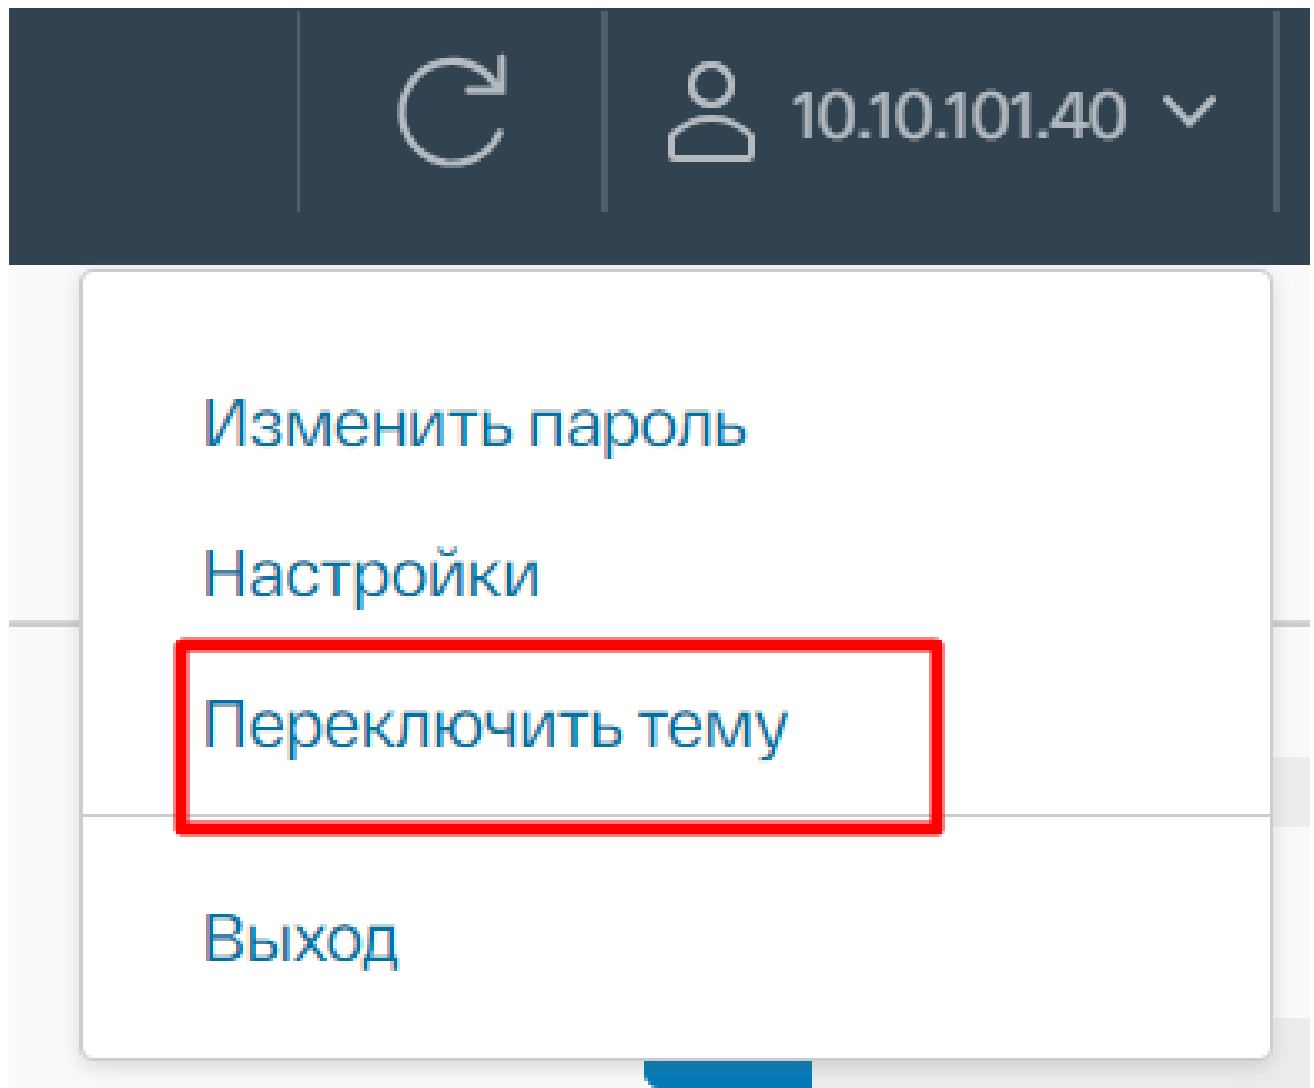 10.10.101.40
Изменить пароль
Настройки
Переключить тему
Выход